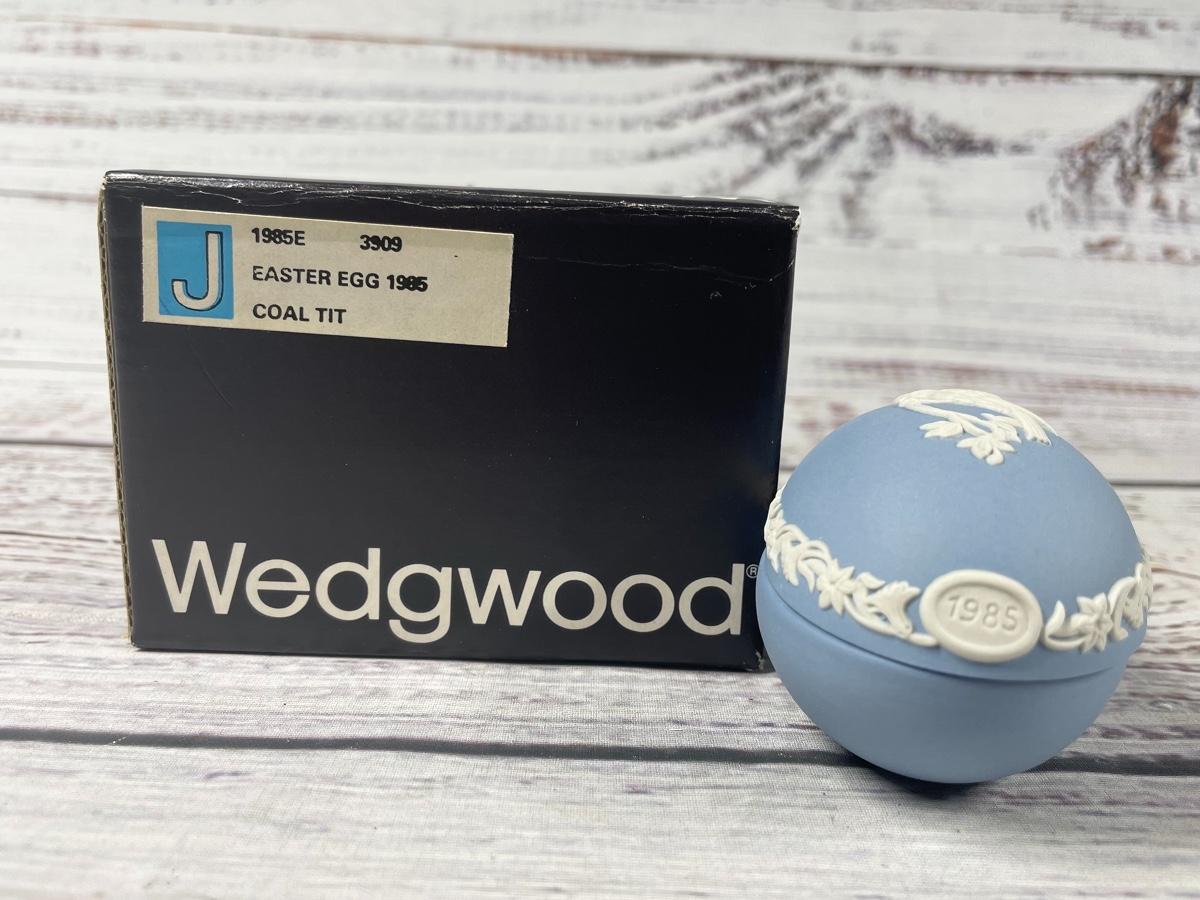 J
1985E 3909
EASTER EGG 1985
COAL TIT
Wedgwood®
1985